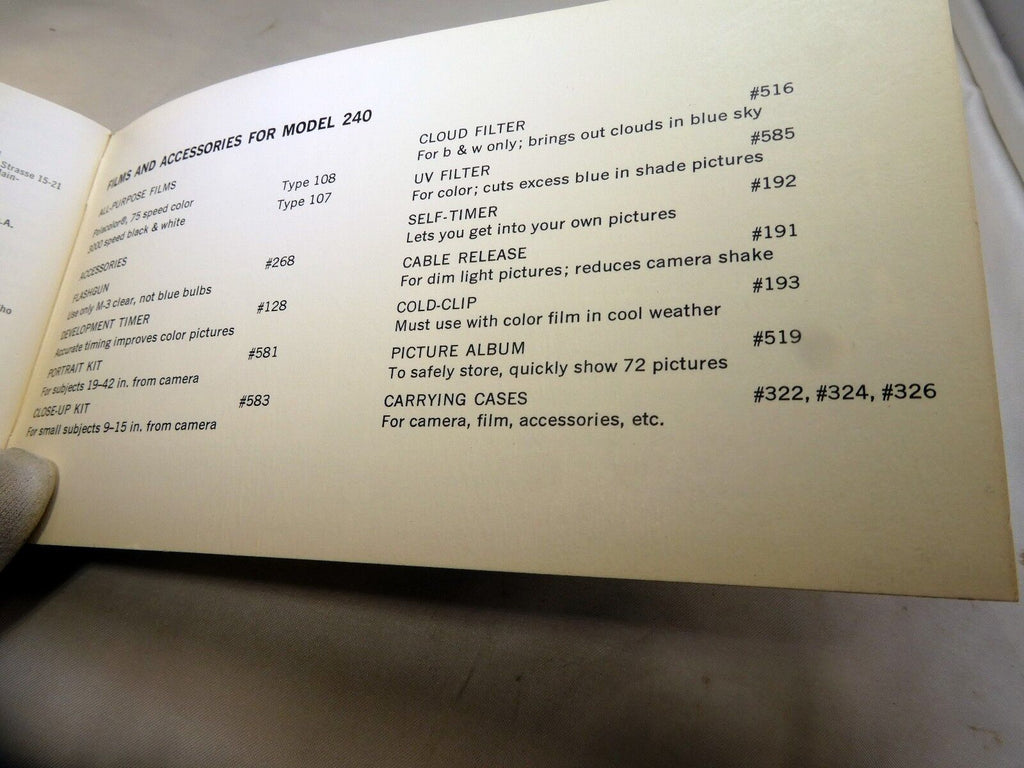 Strasse 15-21
FILMS AND ACCESSORIES FOR MODEL 240
ALL-PURPOSE FILMS
Polacolor®, 75 speed color Type 108
3000 speed black & white Type 107
ACCESSORIES
FLASHGUN #268
Use only M-3 clear, not blue bulbs
DEVELOPMENT TIMER #128
Accurate timing improves color pictures
PORTRAIT KIT #581
For subjects 19–42 in. from camera
CLOSE-UP KIT #583
For small subjects 9–15 in. from camera
CLOUD FILTER #516
For b & w only; brings out clouds in blue sky
UV FILTER #585
For color; cuts excess blue in shade pictures
SELF-TIMER #192
Lets you get into your own pictures
CABLE RELEASE #191
For dim light pictures; reduces camera shake
COLD-CLIP #193
Must use with color film in cool weather
PICTURE ALBUM #519
To safely store, quickly show 72 pictures
CARRYING CASES #322, #324, #326
For camera, film, accessories, etc.